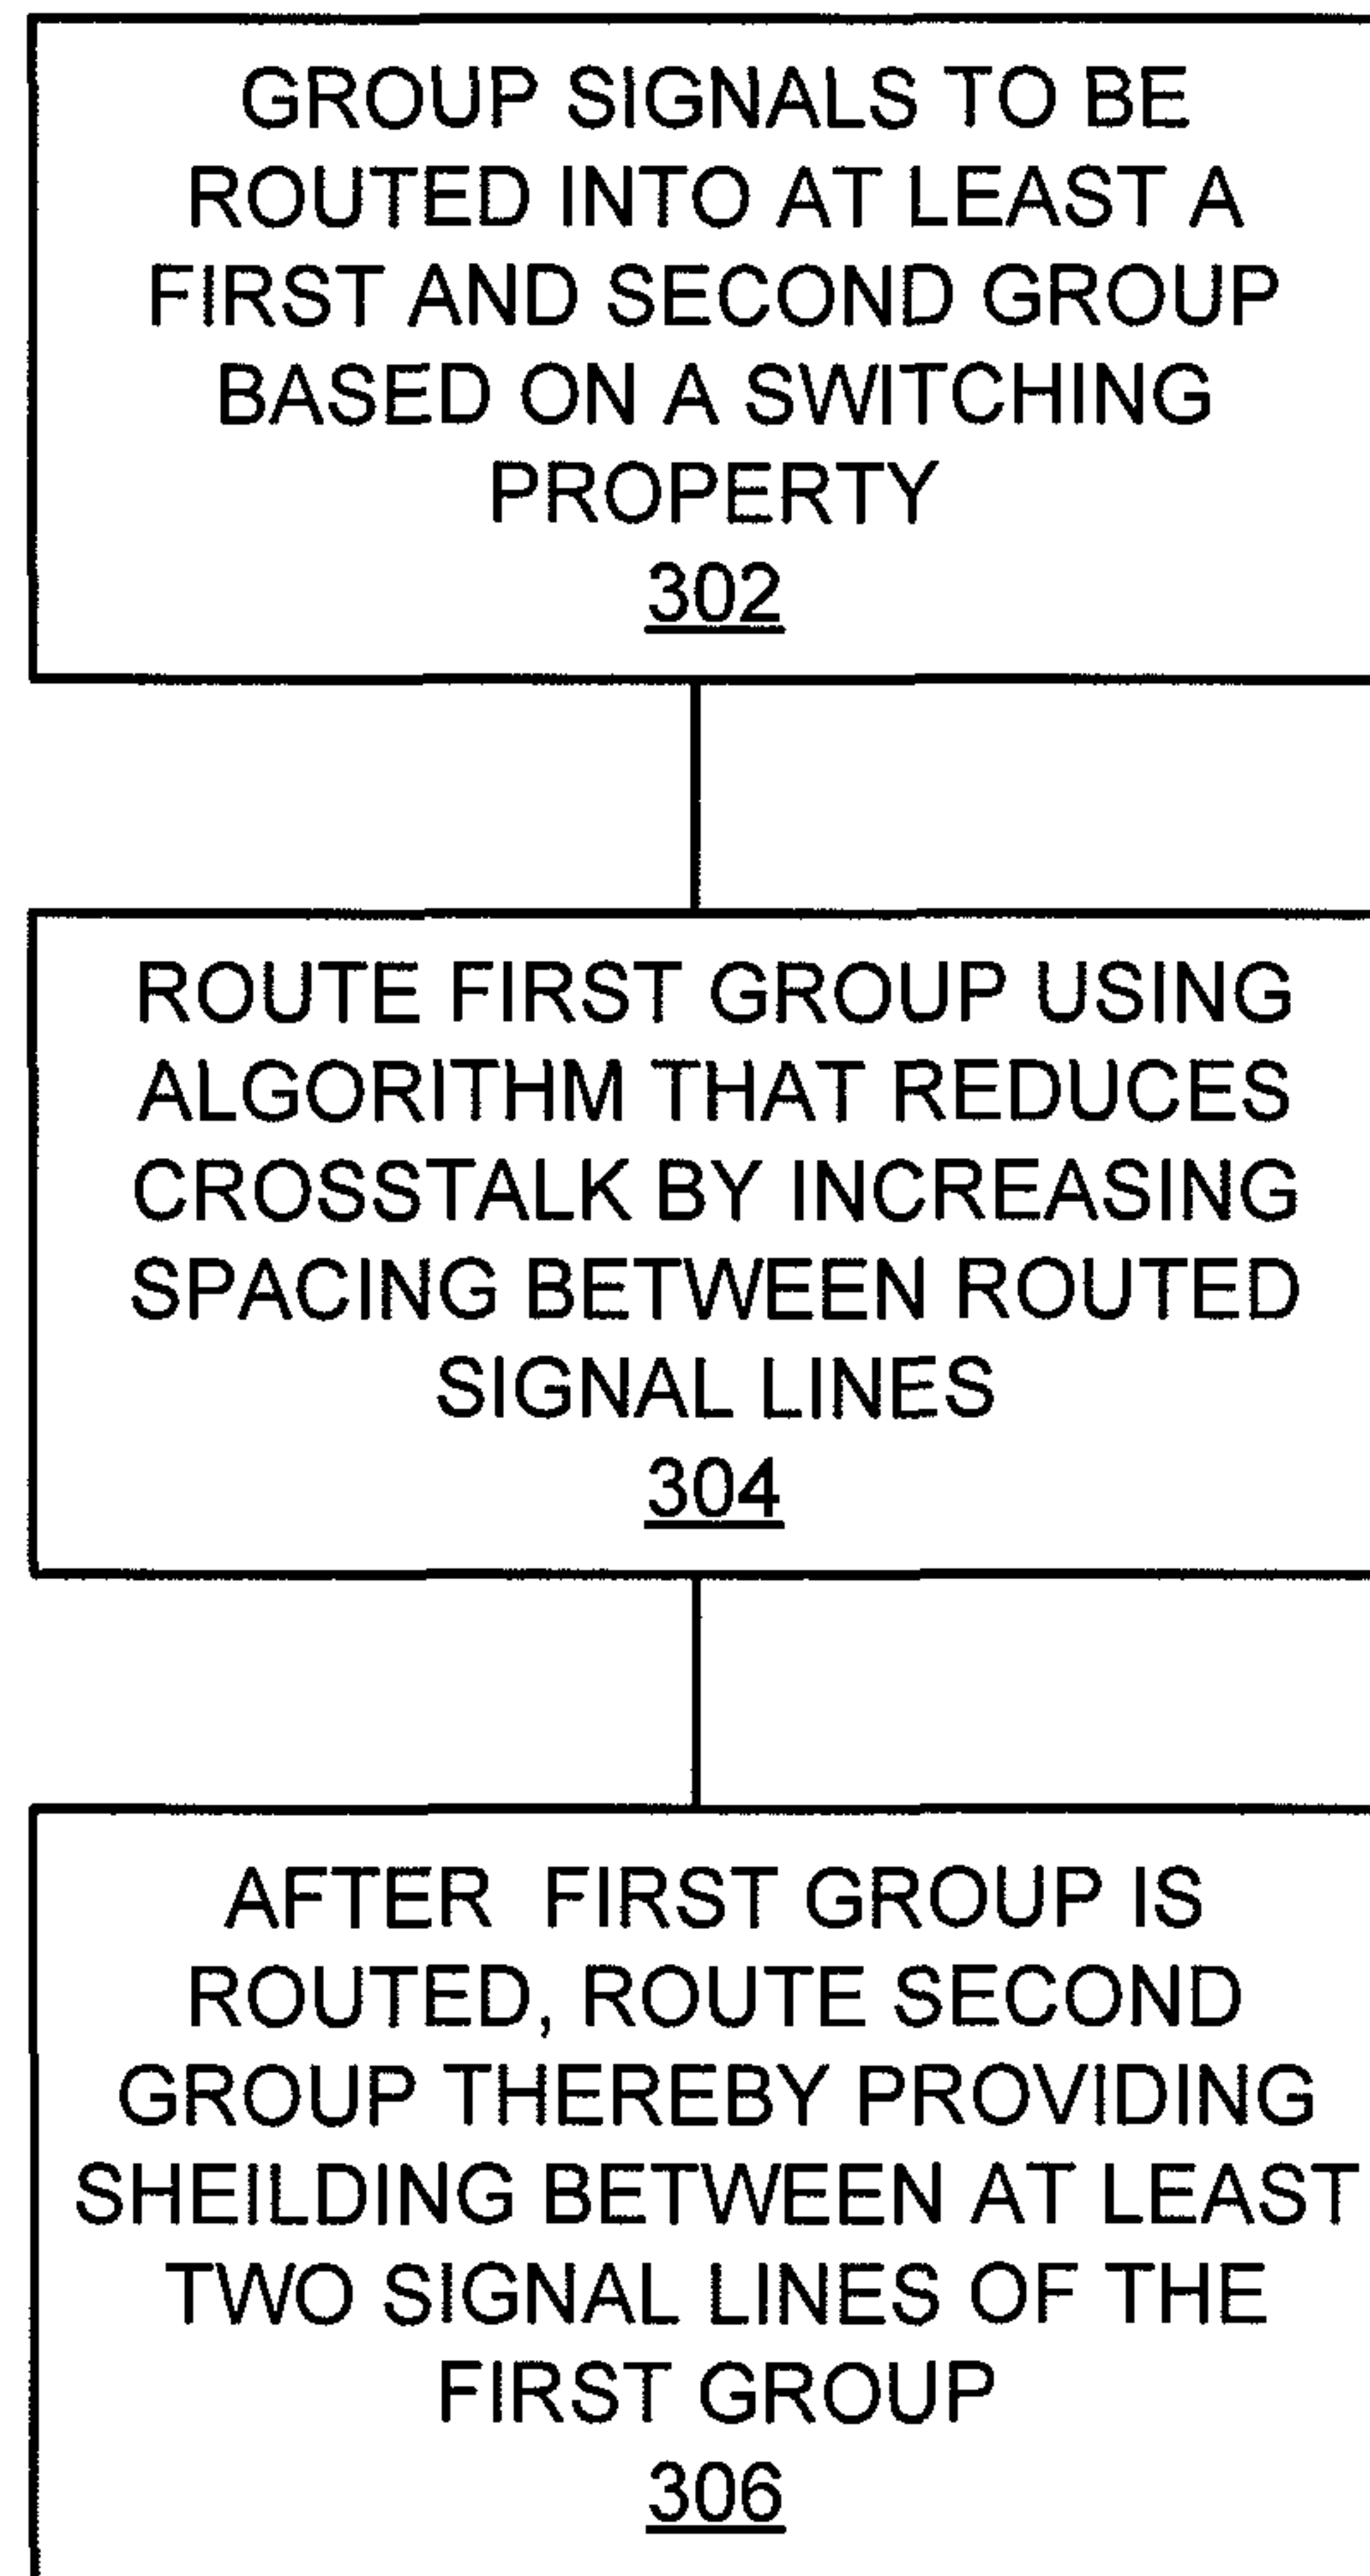 GROUP SIGNALS TO BE
ROUTED INTO AT LEAST A
FIRST AND SECOND GROUP
BASED ON A SWITCHING
PROPERTY
302
ROUTE FIRST GROUP USING
ALGORITHM THAT REDUCES
CROSSTALK BY INCREASING
SPACING BETWEEN ROUTED
SIGNAL LINES
304
AFTER FIRST GROUP IS
ROUTED, ROUTE SECOND
GROUP THEREBY PROVIDING
SHEILDING BETWEEN AT LEAST
TWO SIGNAL LINES OF THE
FIRST GROUP
306